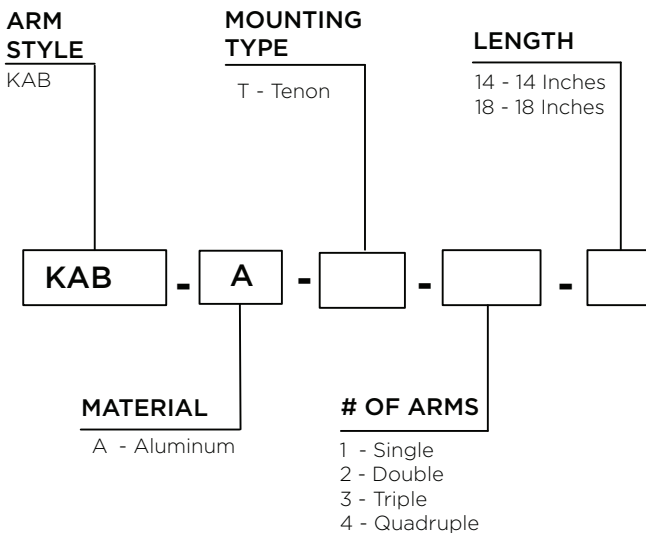 ARM
STYLE
KAB
MOUNTING
TYPE
T - Tenon
LENGTH
14 - 14 Inches
18 - 18 Inches
KAB - A - - -
MATERIAL
A - Aluminum
# OF ARMS
1 - Single
2 - Double
3 - Triple
4 - Quadruple